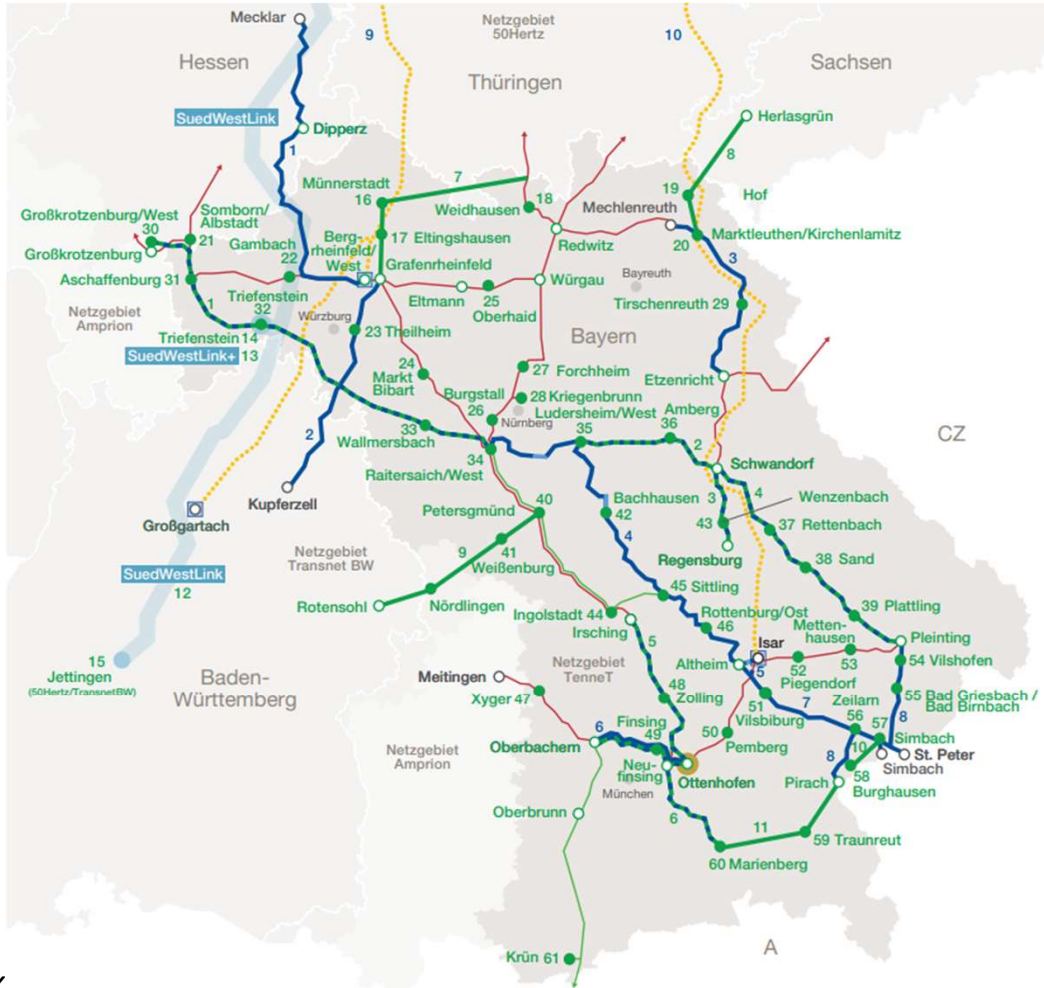 Mecklar
9
Netzgebiet
50Hertz
10
Hessen
Thüringen
Sachsen
SuedWestLink
Dipperz
Herlasgrün
1
8
Münnerstadt
7
16
18
Weidhausen
19
Hof
Mechlenreuth
Großkrotzenburg/West
30
Somborn/
Albstadt
21
Gambach
22
Berg-
rheinfeld/
West
17 Eltingshausen
Redwitz
20
Marktleuthen/Kirchenlamitz
3
Großkrotzenburg
Grafenrheinfeld
Aschaffenburg 31
Eltmann
25
Oberhaid
Würgau
Bayreuth
Tirschenreuth 29
1
Triefenstein
32
Netzgebiet
Amprion
Würzburg
23 Theilheim
Bayern
Triefenstein 14
SuedWestLink+ 13
24
Markt
Bibart
27 Forchheim
Etzenricht
Burgstall
26
28 Kriegenbrunn
Nürnberg
Ludersheim/West
Amberg
35
36
CZ
33
Wallmersbach
2
2
34
Raitersaich/West
Schwandorf
3
4
Kupferzell
Großgartach
40
Petersgmünd
Bachhausen
42
Wenzenbach
43
37 Rettenbach
Netzgebiet
Transnet BW
9
41
Weißenburg
4
Regensburg
38 Sand
SuedWestLink
12
Rotensohl
Nördlingen
45 Sittling
Ingolstadt 44
Irsching
Rottenburg/Ost
46
39 Plattling
Metten-
hausen
5
Isar
Pleinting
15
Jettingen
(50Hertz/TransnetBW)
Baden-
Württemberg
Netzgebiet
TenneT
Altheim
5
52
53
54 Vilshofen
Meitingen
48
Zolling
Piegendorf
51
Vilsbiburg
7
Zeilarn
55 Bad Griesbach /
Bad Birnbach
Xyger 47
56
57
8
Finsing
49
6
50
Pemberg
Simbach
Oberbachern
10
8
St. Peter
Simbach
Netzgebiet
Amprion
Neu-
finsing
Ottenhofen
Pirach
58
Burghausen
München
Oberbrunn
6
11
59 Traunreut
60 Marienberg
A
Krün 61